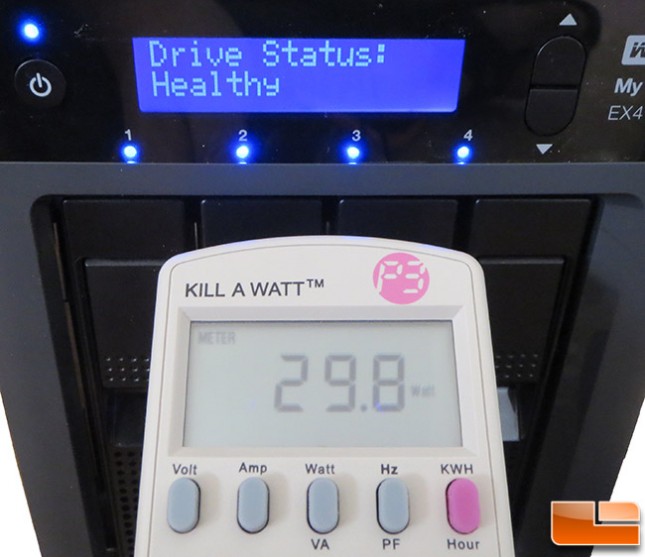 Drive Status:
Healthy
1 2 3 4
My
EX4
KILL A WATT™
P3
METER
29.8 Watt
Volt Amp Watt Hz KWH
VA PF Hour